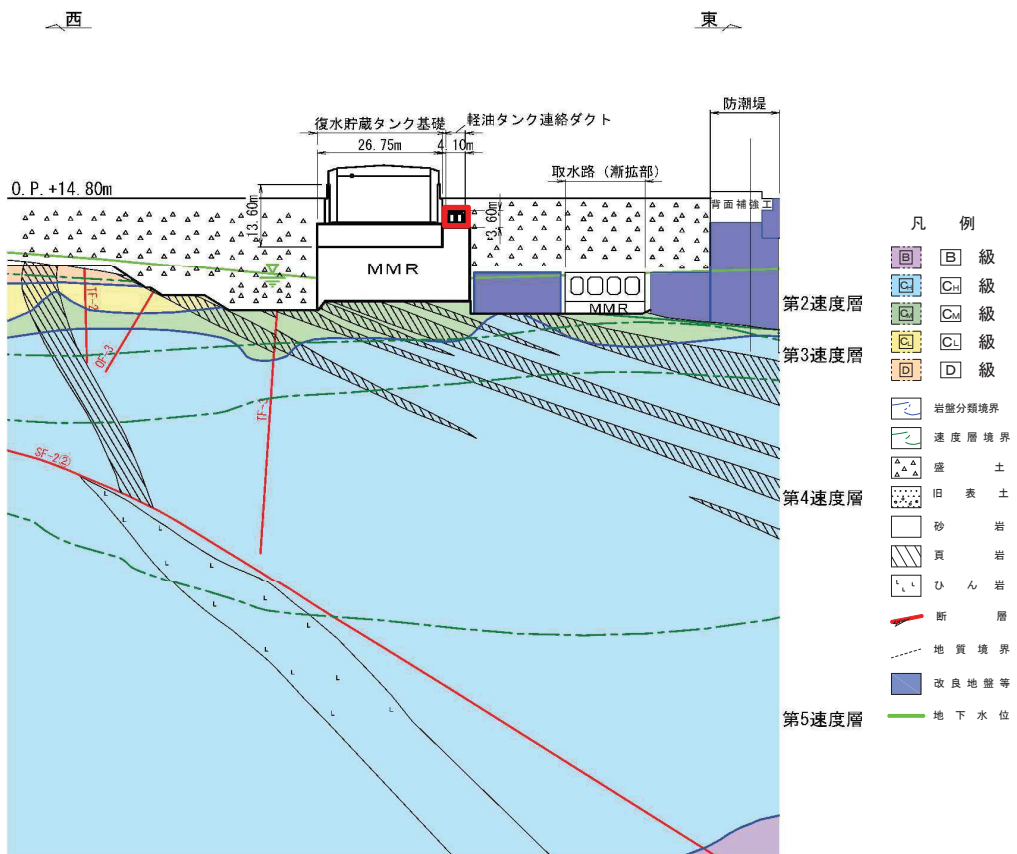 西
東
防潮堤
復水貯蔵タンク基礎
軽油タンク連絡ダクト
26.75m
4.10m
取水路（漸拡部）
O.P.+14.80m
13.60m
3.60m
背面補強工
MMR
MMR
第2速度層
第3速度層
第4速度層
第5速度層
TF-2
OF-3
TF-
SF-2(2)
凡例
B B 級
CH CH 級
CM 級
CL CL 級
D D 級
岩盤分類境界
速度層境界
盛土
旧表土
砂岩
頁岩
ひん岩
断層
地質境界
改良地盤等
地下水位